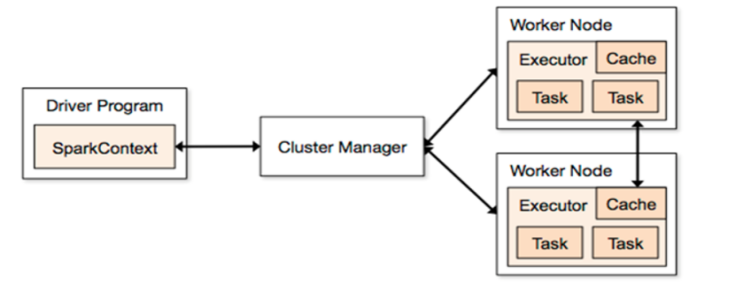 Driver Program
SparkContext
Cluster Manager
Worker Node
Executor Cache
Task Task
Worker Node
Executor Cache
Task Task